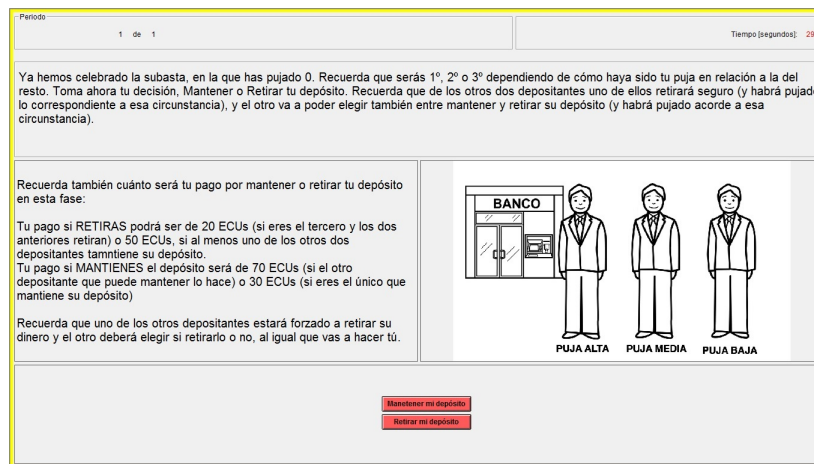 Periodo
1 de 1
Tiempo [segundos]: 29
Ya hemos celebrado la subasta, en la que has pujado 0. Recuerda que serás 1º, 2º o 3º dependiendo de cómo haya sido tu puja en relación a la del
resto. Toma ahora tu decisión, Mantener o Retirar tu depósito. Recuerda que de los otros dos depositantes uno de ellos retirará seguro (y habrá pujad
lo correspondiente a esa circunstancia), y el otro va a poder elegir también entre mantener y retirar su depósito (y habrá pujado acorde a esa
circunstancia).
Recuerda también cuánto será tu pago por mantener o retirar tu depósito
en esta fase:
Tu pago si RETIRAS podrá ser de 20 ECUs (si eres el tercero y los dos
anteriores retiran) o 50 ECUs, si al menos uno de los otros dos
depositantes tamntiene su depósito.
Tu pago si MANTIENES el depósito será de 70 ECUs (si el otro
depositante que puede mantener lo hace) o 30 ECUs (si eres el único que
mantiene su depósito)
Recuerda que uno de los otros depositantes estará forzado a retirar su
dinero y el otro deberá elegir si retirarlo o no, al igual que vas a hacer tú.
BANCO
PUJA ALTA PUJA MEDIA PUJA BAJA
Manetener mi depósito
Retirar mi depósito